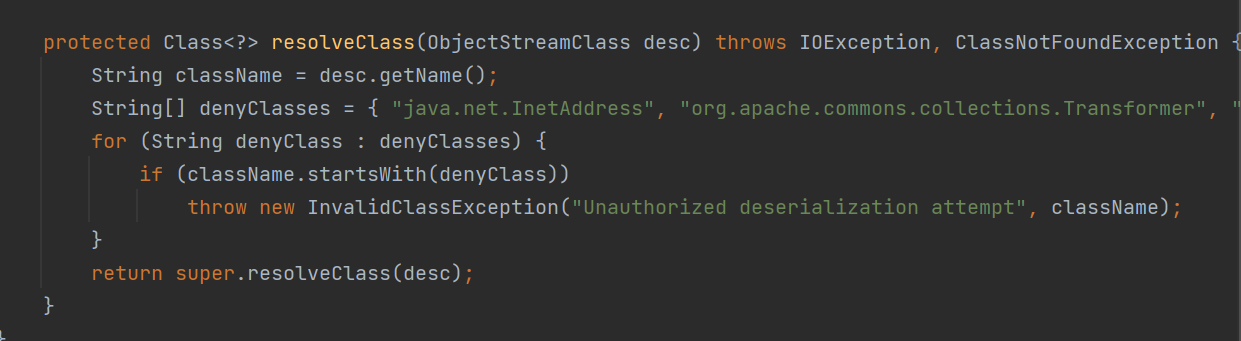 protected Class<?> resolveClass(ObjectStreamClass desc) throws IOException, ClassNotFoundException {
String className = desc.getName();
String[] denyClasses = { "java.net.InetAddress", "org.apache.commons.collections.Transformer", "
for (String denyClass : denyClasses) {
if (className.startsWith(denyClass))
throw new InvalidClassException("Unauthorized deserialization attempt", className);
}
return super.resolveClass(desc);
}
}